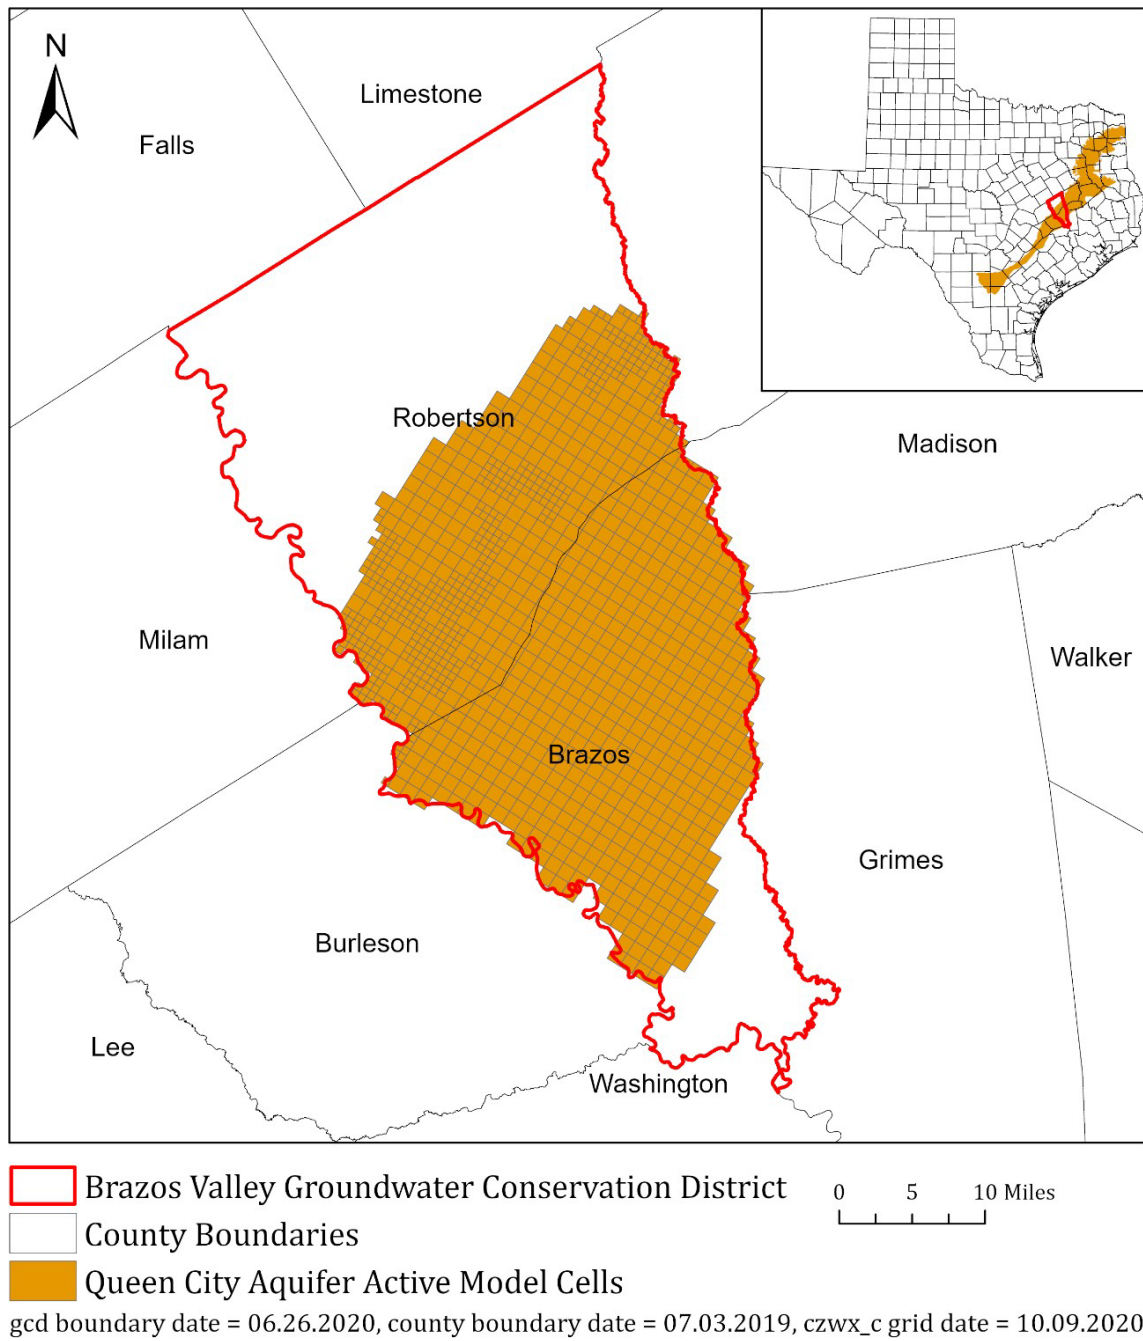 N
Limestone
Falls
Robertson
Madison
Milam
Walker
Brazos
Grimes
Burleson
Lee
Washington
Brazos Valley Groundwater Conservation District
0 5 10 Miles
County Boundaries
Queen City Aquifer Active Model Cells
gcd boundary date = 06.26.2020, county boundary date = 07.03.2019, czwx_c grid date = 10.09.2020